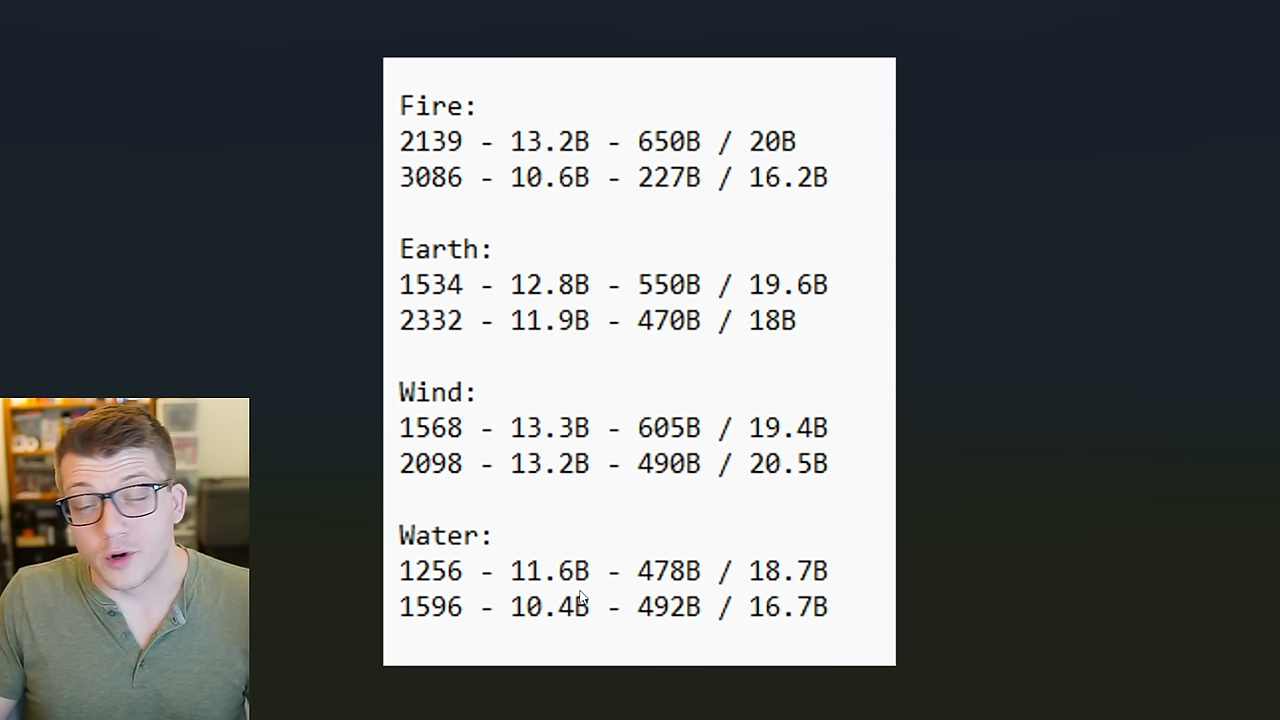 Fire:
2139 - 13.2B - 650B / 20B
3086 - 10.6B - 227B / 16.2B
Earth:
1534 - 12.8B - 550B / 19.6B
2332 - 11.9B - 470B / 18B
Wind:
1568 - 13.3B - 605B / 19.4B
2098 - 13.2B - 490B / 20.5B
Water:
1256 - 11.6B - 478B / 18.7B
1596 - 10.4B - 492B / 16.7B